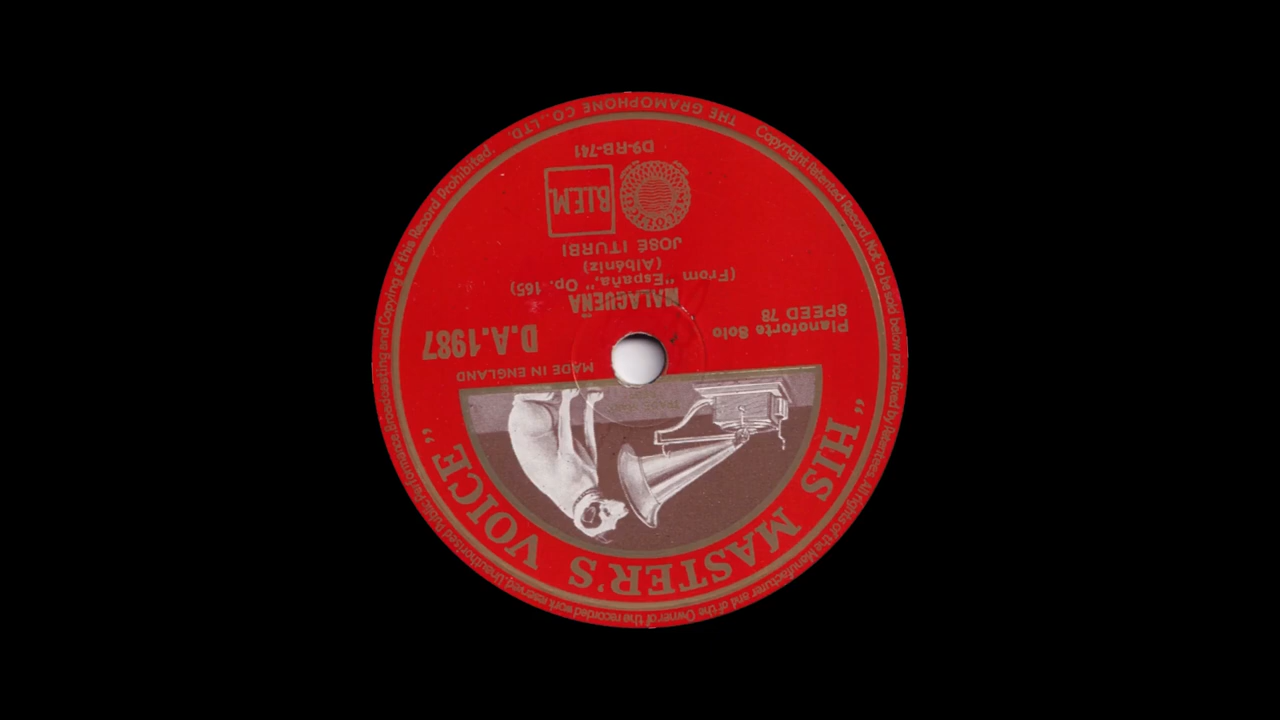 "HIS MASTER'S VOICE"
MADE IN ENGLAND
Pianoforte Solo
SPEED 78
D.A.1987
MALAGUEÑA
(From "España," Op. 165)
(Albéniz)
JOSÉ ITURBI
B.I.E.M.
D9-RB-741
THE GRAMOPHONE CO., LTD.
Copyright Patented Record. Not to be sold below price fixed by Patentees. All rights of the Manufacturer and of the Owner of the recorded work reserved. Unauthorised Public Performance, Broadcasting and Copying of this Record Prohibited.